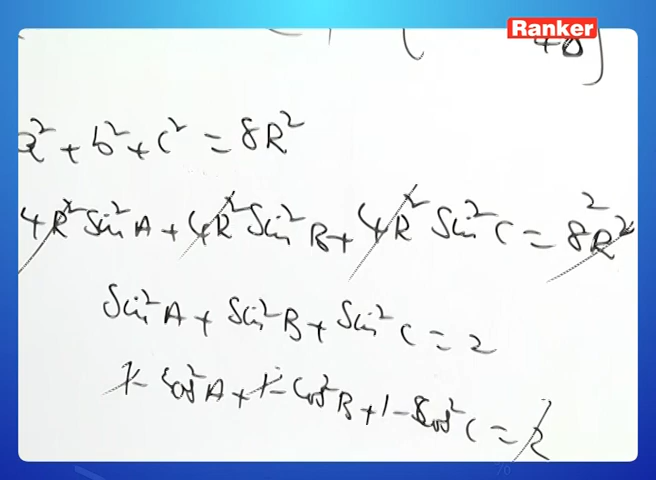 Ranker
a² + b² + c² = 8R²
4R² Sin²A + 4R² Sin²B + 4R² Sin²C = 8R² 2
Sin²A + Sin²B + Sin²C = 2
1 - Cos²A + 1 - Cos²B + 1 - Cos²C = 2